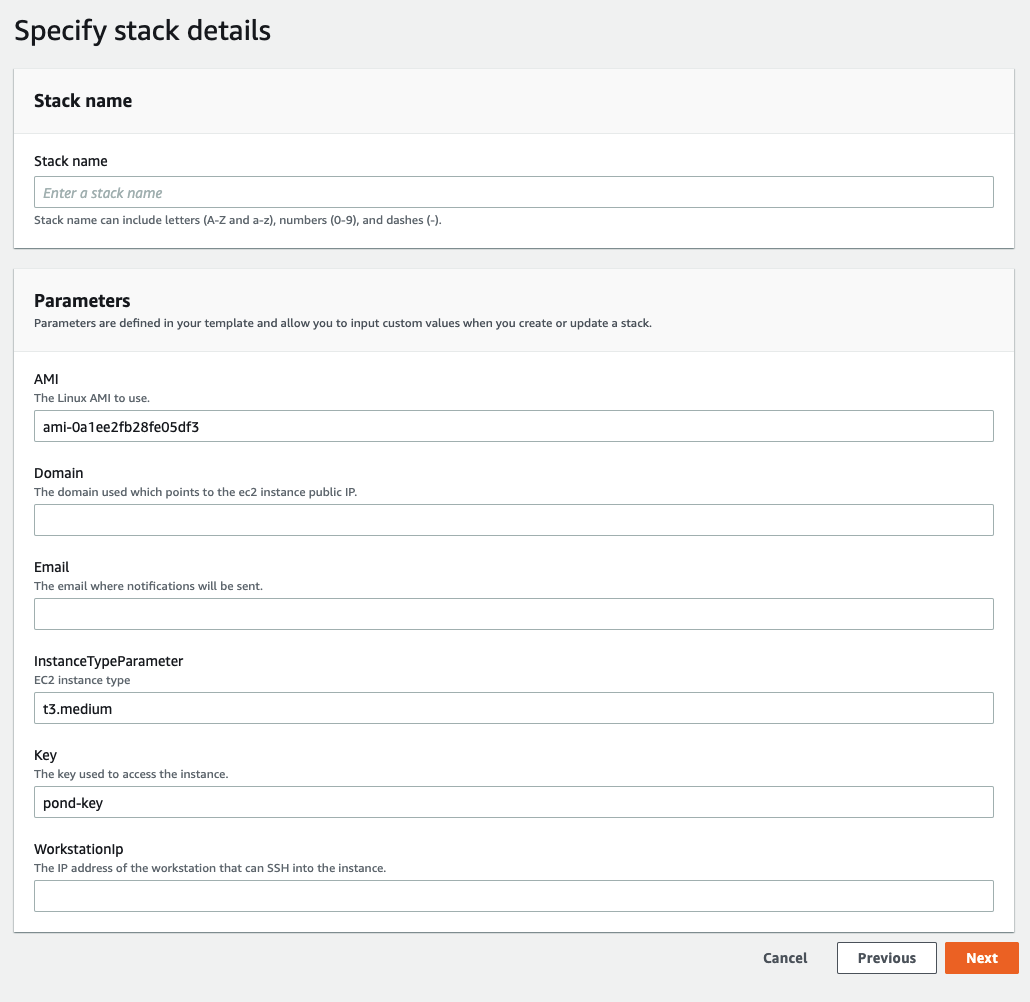 Specify stack details
Stack name
Stack name
Enter a stack name
Stack name can include letters (A-Z and a-z), numbers (0-9), and dashes (-).
Parameters
Parameters are defined in your template and allow you to input custom values when you create or update a stack.
AMI
The Linux AMI to use.
ami-0a1ee2fb28fe05df3
Domain
The domain used which points to the ec2 instance public IP.
Email
The email where notifications will be sent.
InstanceTypeParameter
EC2 instance type
t3.medium
Key
The key used to access the instance.
pond-key
WorkstationIp
The IP address of the workstation that can SSH into the instance.
Cancel Previous Next